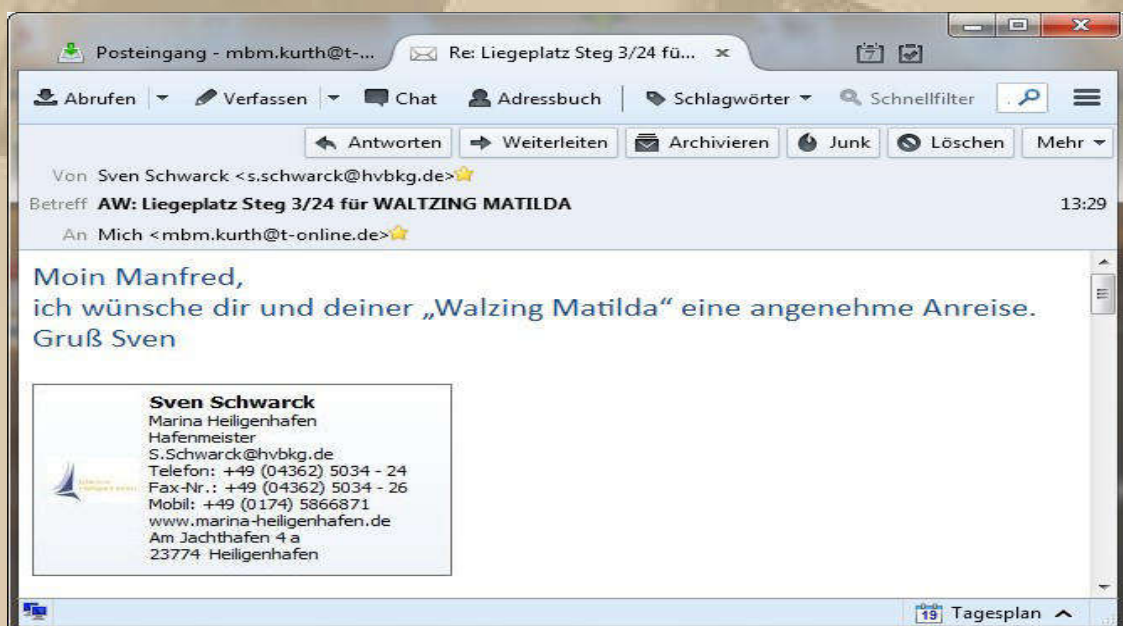 Posteingang - mbm.kurth@t-... Re: Liegeplatz Steg 3/24 fü... 7
Abrufen Verfassen Chat Adressbuch Schlagwörter Schnellfilter
Antworten Weiterleiten Archivieren Junk Löschen Mehr
Von Sven Schwarck <s.schwarck@hvbkg.de>
Betreff AW: Liegeplatz Steg 3/24 für WALTZING MATILDA 13:29
An Mich <mbm.kurth@t-online.de>
Moin Manfred,
ich wünsche dir und deiner „Walzing Matilda“ eine angenehme Anreise.
Gruß Sven
Sven Schwarck
Marina Heiligenhafen
Hafenmeister
S.Schwarck@hvbkg.de
Telefon: +49 (04362) 5034 - 24
Fax-Nr.: +49 (04362) 5034 - 26
Mobil: +49 (0174) 5866871
www.marina-heiligenhafen.de
Am Jachthafen 4 a
23774 Heiligenhafen
19 Tagesplan